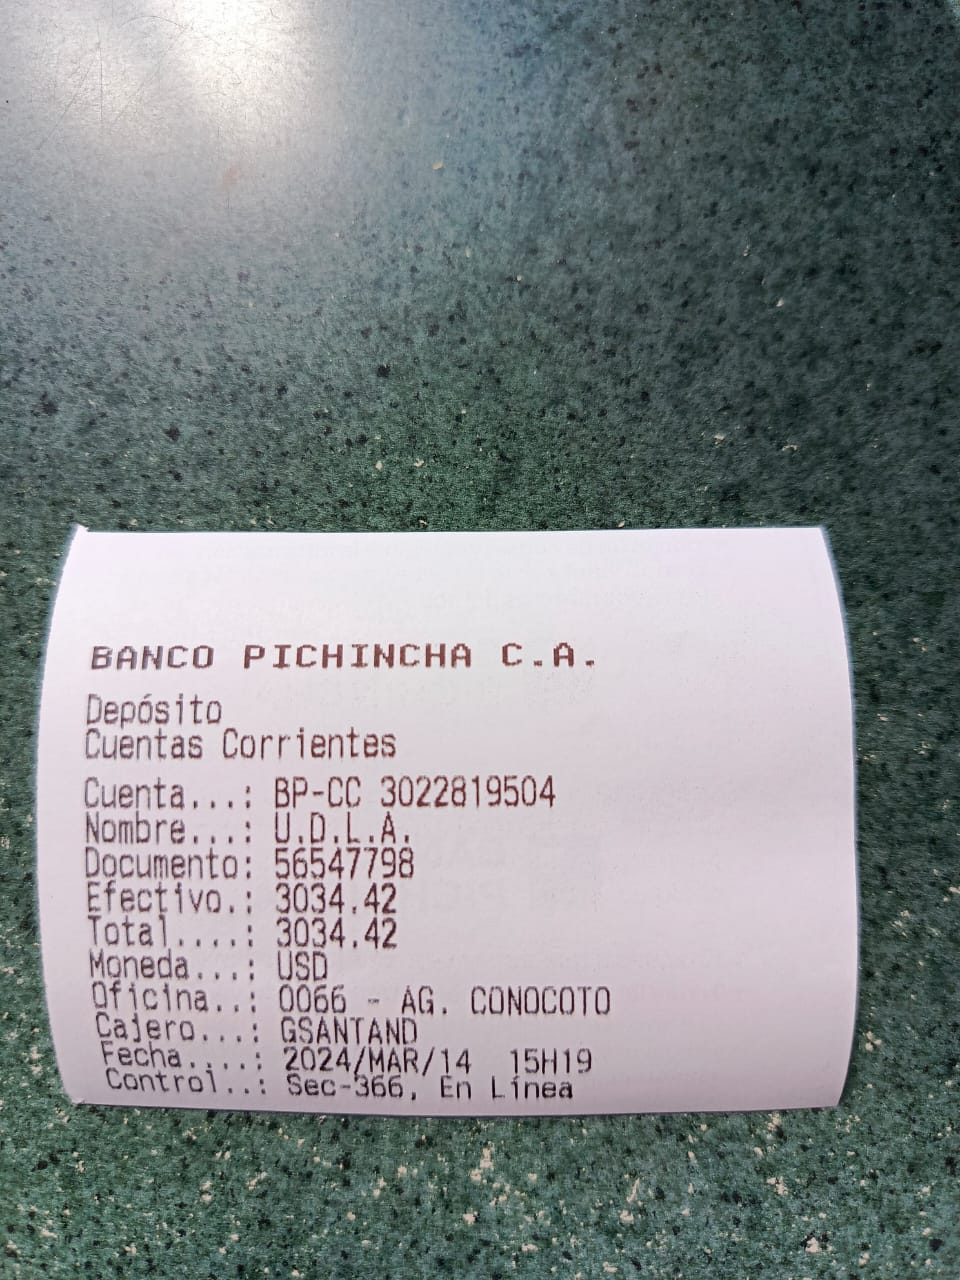 BANCO PICHINCHA C.A.
Depósito
Cuentas Corrientes
Cuenta...: BP-CC 3022819504
Nombre...: U.D.L.A.
Documento: 56547798
Efectivo.: 3034.42
Total....: 3034.42
Moneda...: USD
Oficina..: 0066 - AG. CONOCOTO
Cajero...: GSANTAND
Fecha....: 2024/MAR/14 15H19
Control..: Sec-366, En Línea